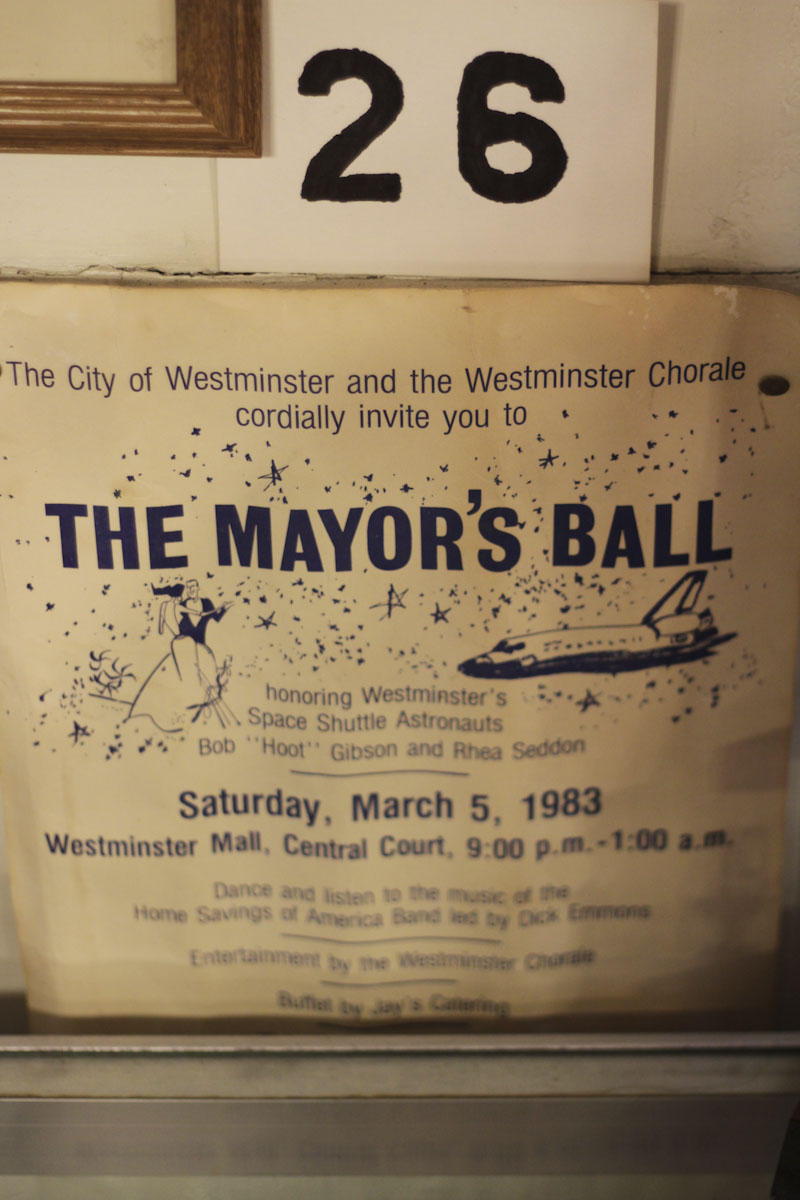 26
The City of Westminster and the Westminster Chorale
cordially invite you to
THE MAYOR'S BALL
honoring Westminster's
Space Shuttle Astronauts
Bob "Hoot" Gibson and Rhea Seddon
Saturday, March 5, 1983
Westminster Mall, Central Court, 9:00 p.m.-1:00 a.m.
Dance and listen to the music of the
Home Savings of America Band led by Dick Emmons
Entertainment by the Westminster Chorale
Buffet by Jay's Catering